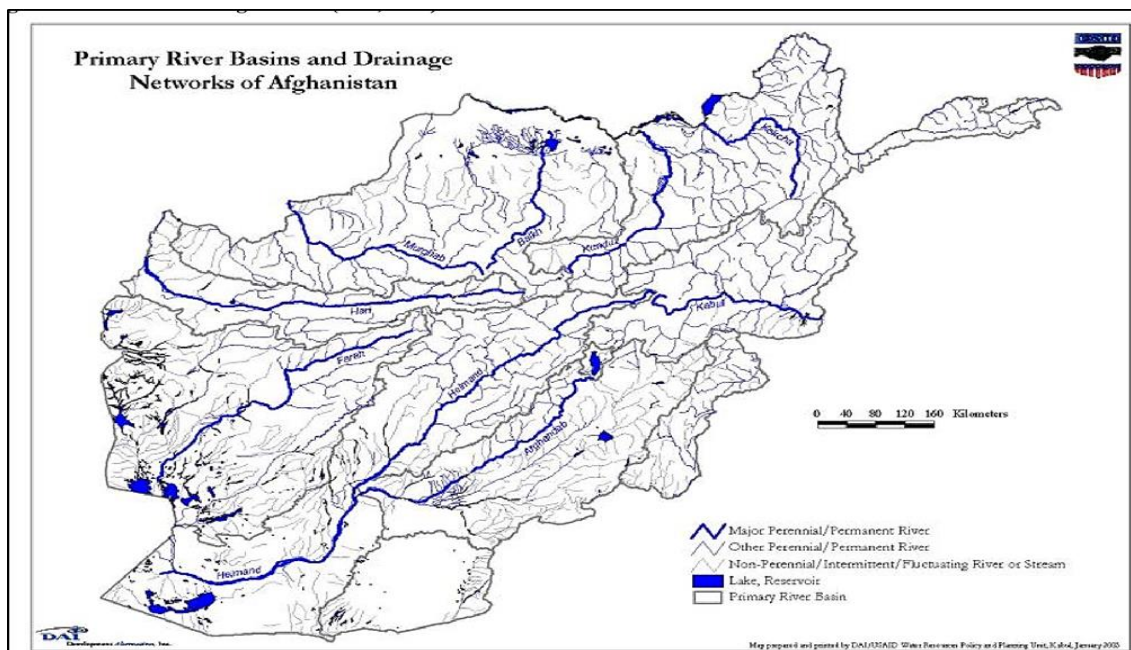 Primary River Basins and Drainage
Networks of Afghanistan
Kokcha
Murghab
Balkh
Kunduz
Hari
Kabul
Farah
Helmand
Arghandab
Helmand
0 40 80 120 160 Kilometers
Major Perennial/Permanent River
Other Perennial/Permanent River
Non-Perennial/Intermittent/Fluctuating River or Stream
Lake, Reservoir
Primary River Basin
DAI
Development Alternatives, Inc.
Map prepared and printed by DAI/USAID Water Resources Policy and Planning Unit, Kabul, January 2003